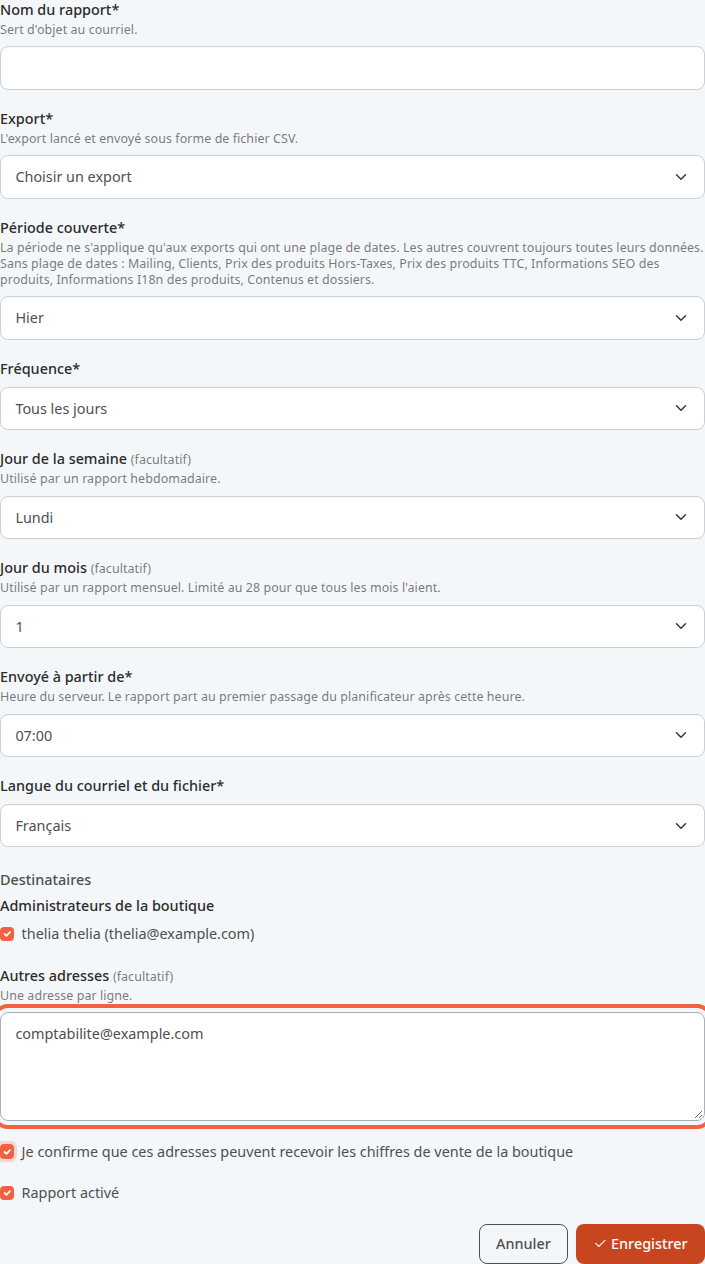 Nom du rapport*
Sert d'objet au courriel.
Export*
L'export lancé et envoyé sous forme de fichier CSV.
Choisir un export
Période couverte*
La période ne s'applique qu'aux exports qui ont une plage de dates. Les autres couvrent toujours toutes leurs données.
Sans plage de dates : Mailing, Clients, Prix des produits Hors-Taxes, Prix des produits TTC, Informations SEO des
produits, Informations I18n des produits, Contenus et dossiers.
Hier
Fréquence*
Tous les jours
Jour de la semaine (facultatif)
Utilisé par un rapport hebdomadaire.
Lundi
Jour du mois (facultatif)
Utilisé par un rapport mensuel. Limité au 28 pour que tous les mois l'aient.
1
Envoyé à partir de*
Heure du serveur. Le rapport part au premier passage du planificateur après cette heure.
07:00
Langue du courriel et du fichier*
Français
Destinataires
Administrateurs de la boutique
thelia thelia (thelia@example.com)
Autres adresses (facultatif)
Une adresse par ligne.
comptabilite@example.com
Je confirme que ces adresses peuvent recevoir les chiffres de vente de la boutique
Rapport activé
Annuler
Enregistrer